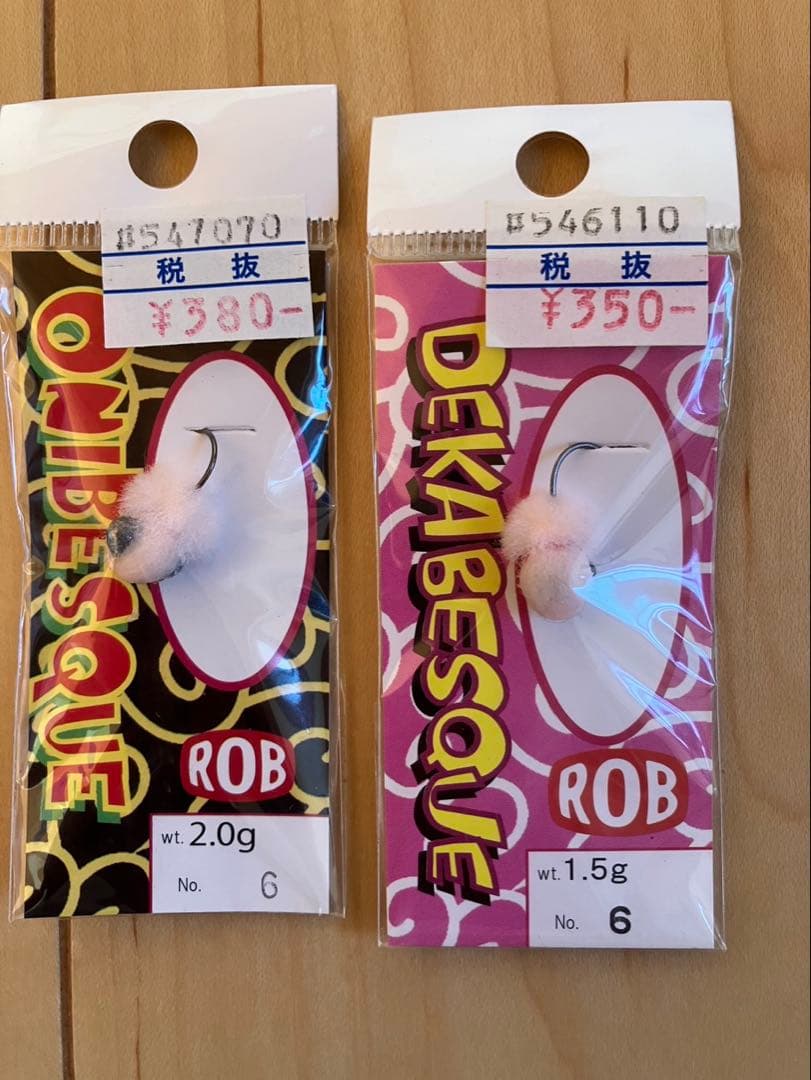 #547070
税 抜
¥380-
ONIBESQUE
ROB
wt. 2.0g
No. 6
#546110
税 抜
¥350-
DEKABESQUE
ROB
wt. 1.5g
No. 6